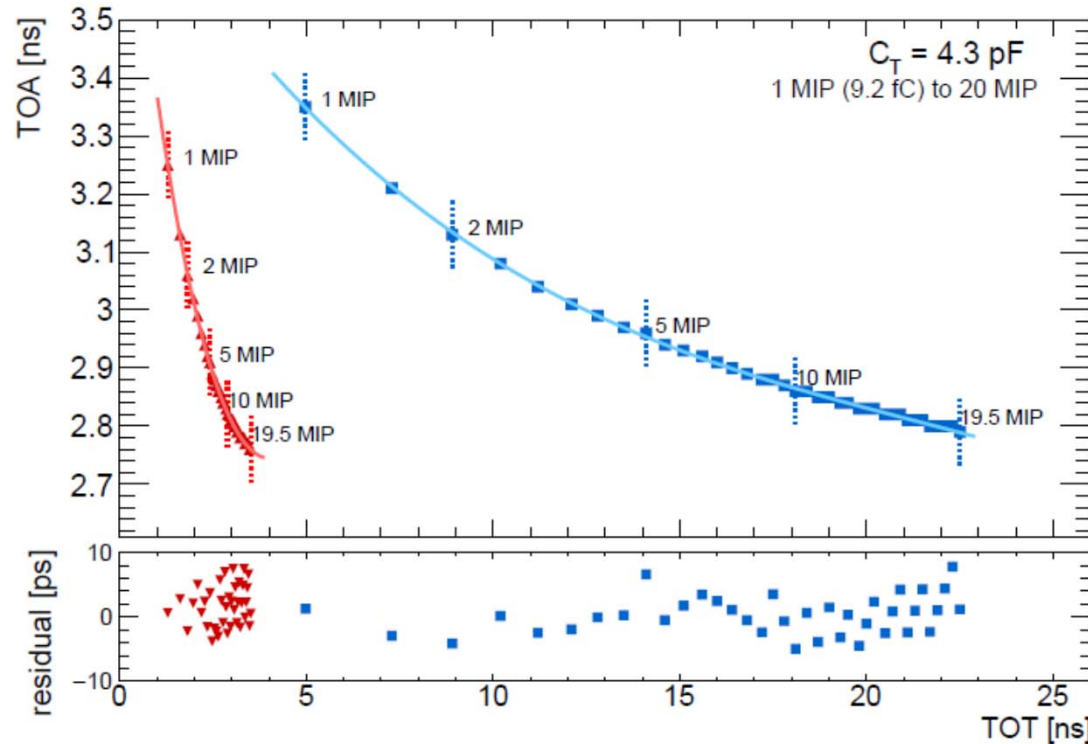 TOA [ns]
3.5
3.4
3.3
3.2
3.1
3
2.9
2.8
2.7
C_T = 4.3 pF
1 MIP (9.2 fC) to 20 MIP
1 MIP
2 MIP
5 MIP
10 MIP
19.5 MIP
1 MIP
2 MIP
5 MIP
10 MIP
19.5 MIP
residual [ps]
10
0
−10
0 5 10 15 20 25
TOT [ns]